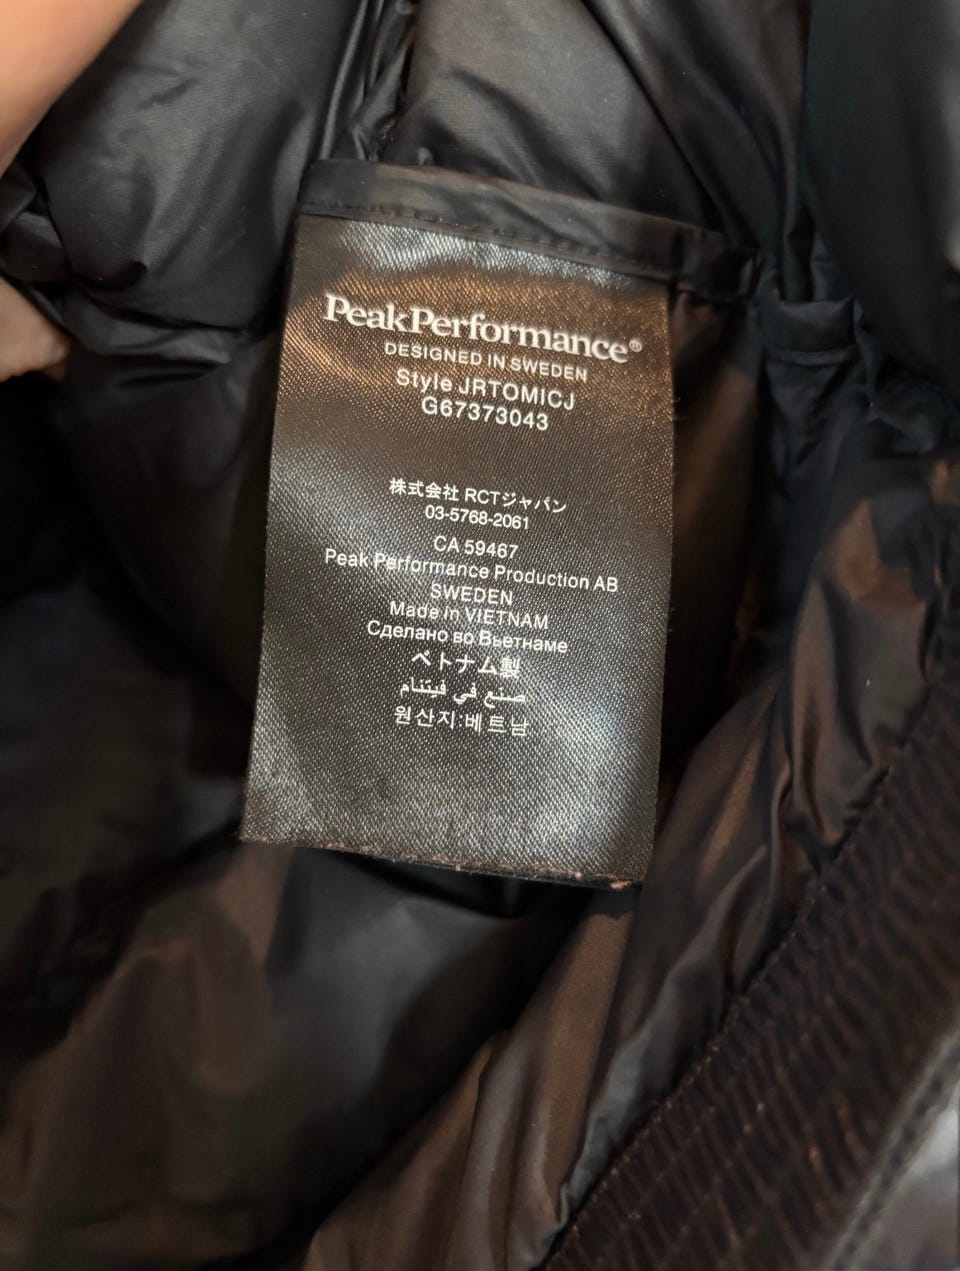 PeakPerformance®
DESIGNED IN SWEDEN
Style JRTOMICJ
G67373043
株式会社 RCTジャパン
03-5768-2061
CA 59467
Peak Performance Production AB
SWEDEN
Made in VIETNAM
Сделано во Вьетнаме
ベトナム製
صنع في فيتنام
원산지:베트남